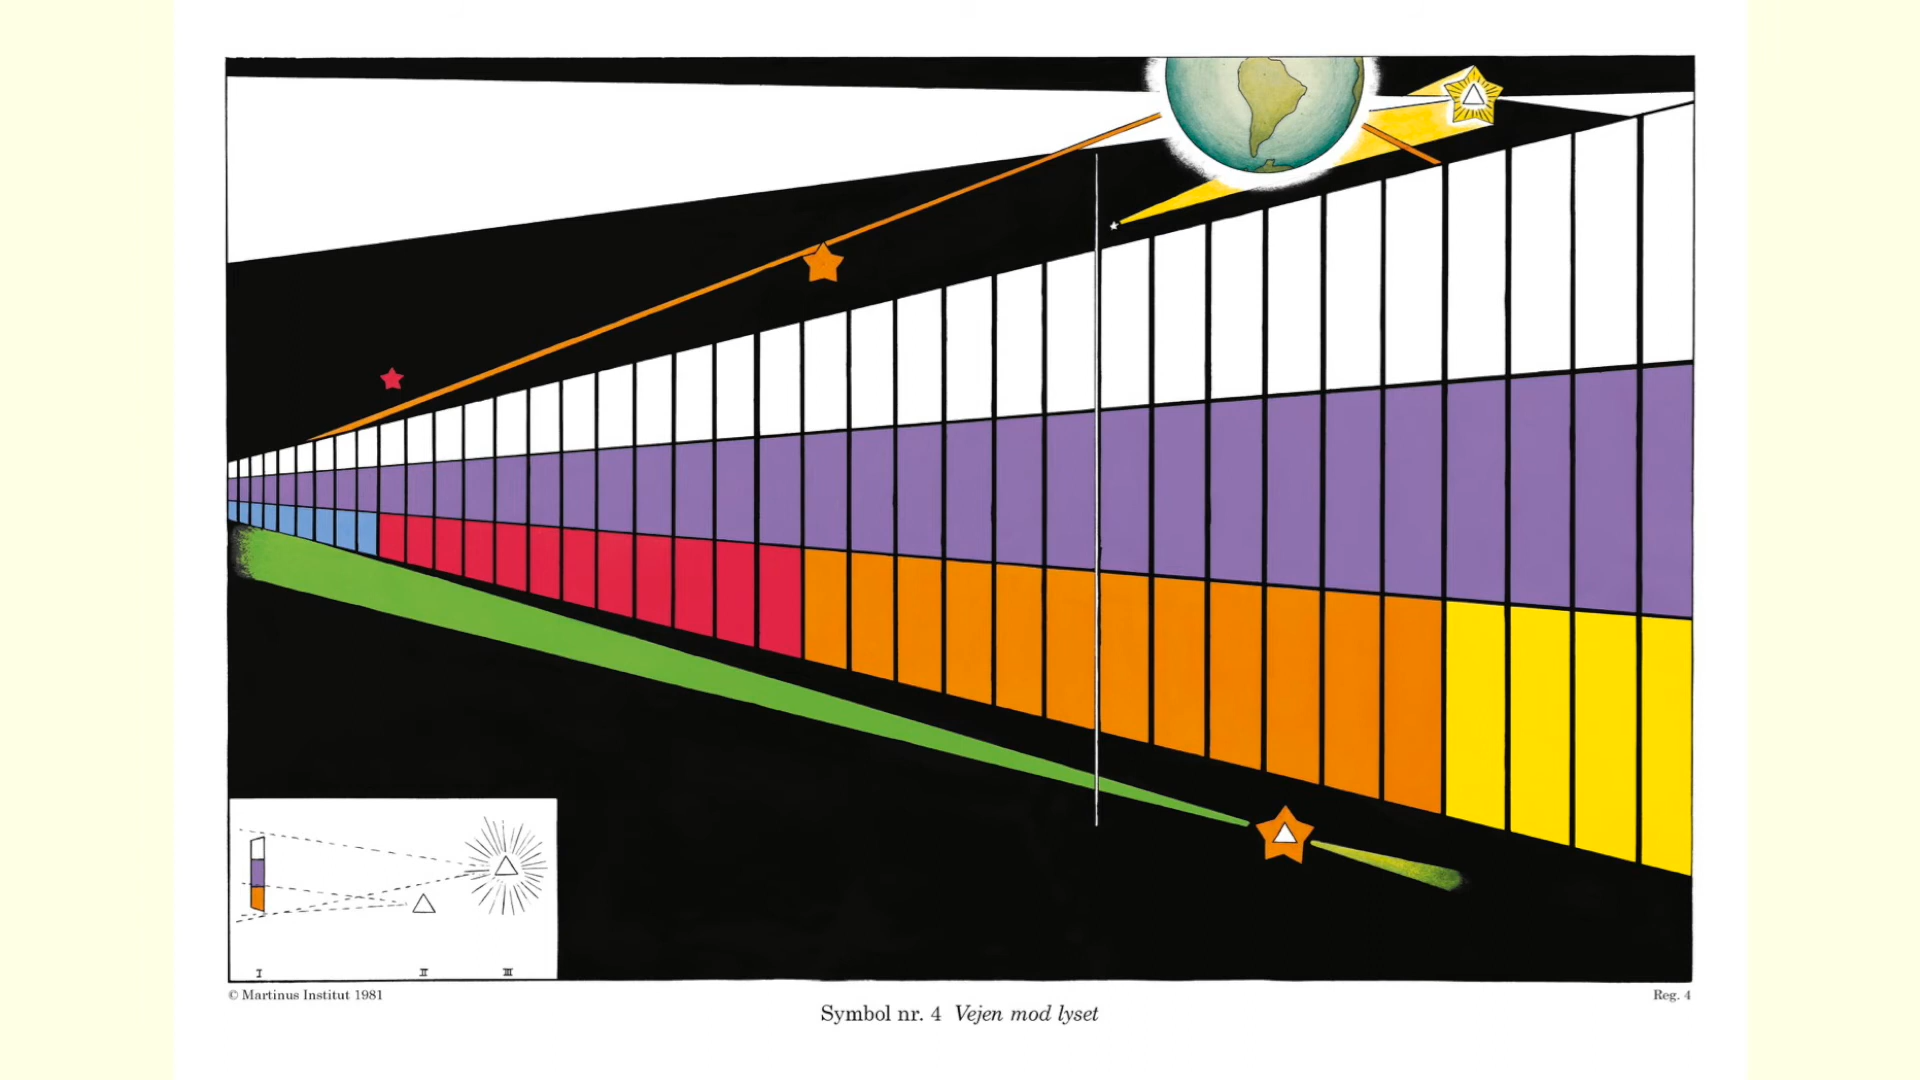 I II III
© Martinus Institut 1981
Reg. 4
Symbol nr. 4 Vejen mod lyset